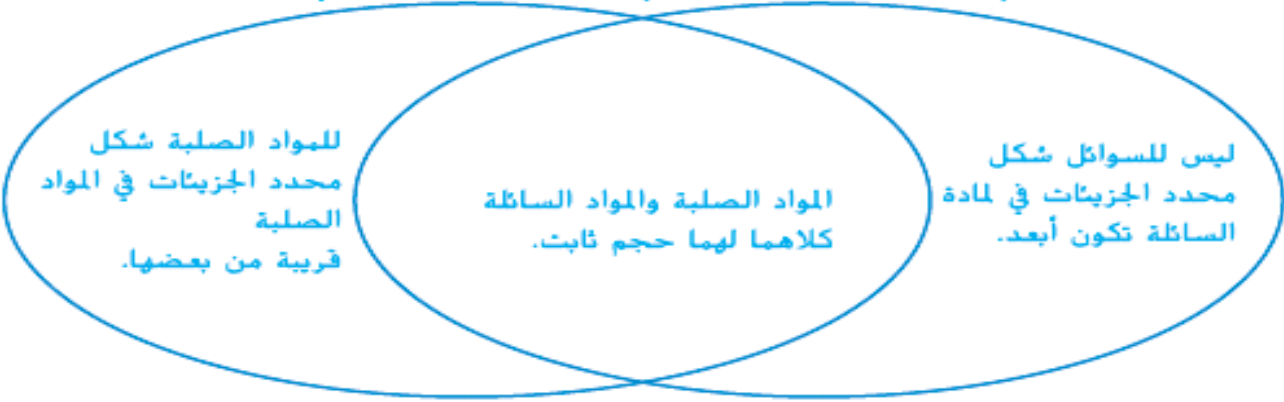 للمواد الصلبة شكل
محدد الجزيئات في المواد
الصلبة
قريبة من بعضها.
المواد الصلبة والمواد السائلة
كلاهما لهما حجم ثابت.
ليس للسوائل شكل
محدد الجزيئات في لمادة
السائلة تكون أبعد.